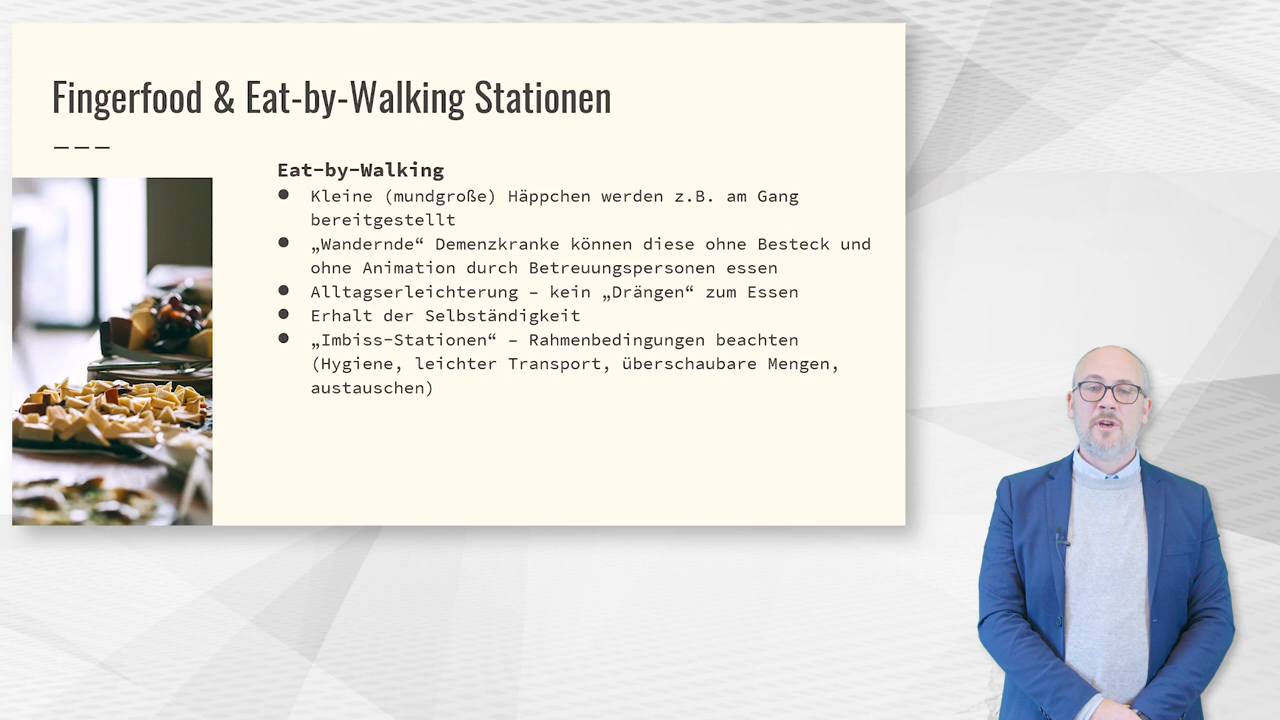 Fingerfood & Eat-by-Walking Stationen
Eat-by-Walking
● Kleine (mundgroße) Häppchen werden z.B. am Gang
bereitgestellt
● „Wandernde“ Demenzkranke können diese ohne Besteck und
ohne Animation durch Betreuungspersonen essen
● Alltagserleichterung – kein „Drängen“ zum Essen
● Erhalt der Selbständigkeit
● „Imbiss-Stationen“ – Rahmenbedingungen beachten
(Hygiene, leichter Transport, überschaubare Mengen,
austauschen)